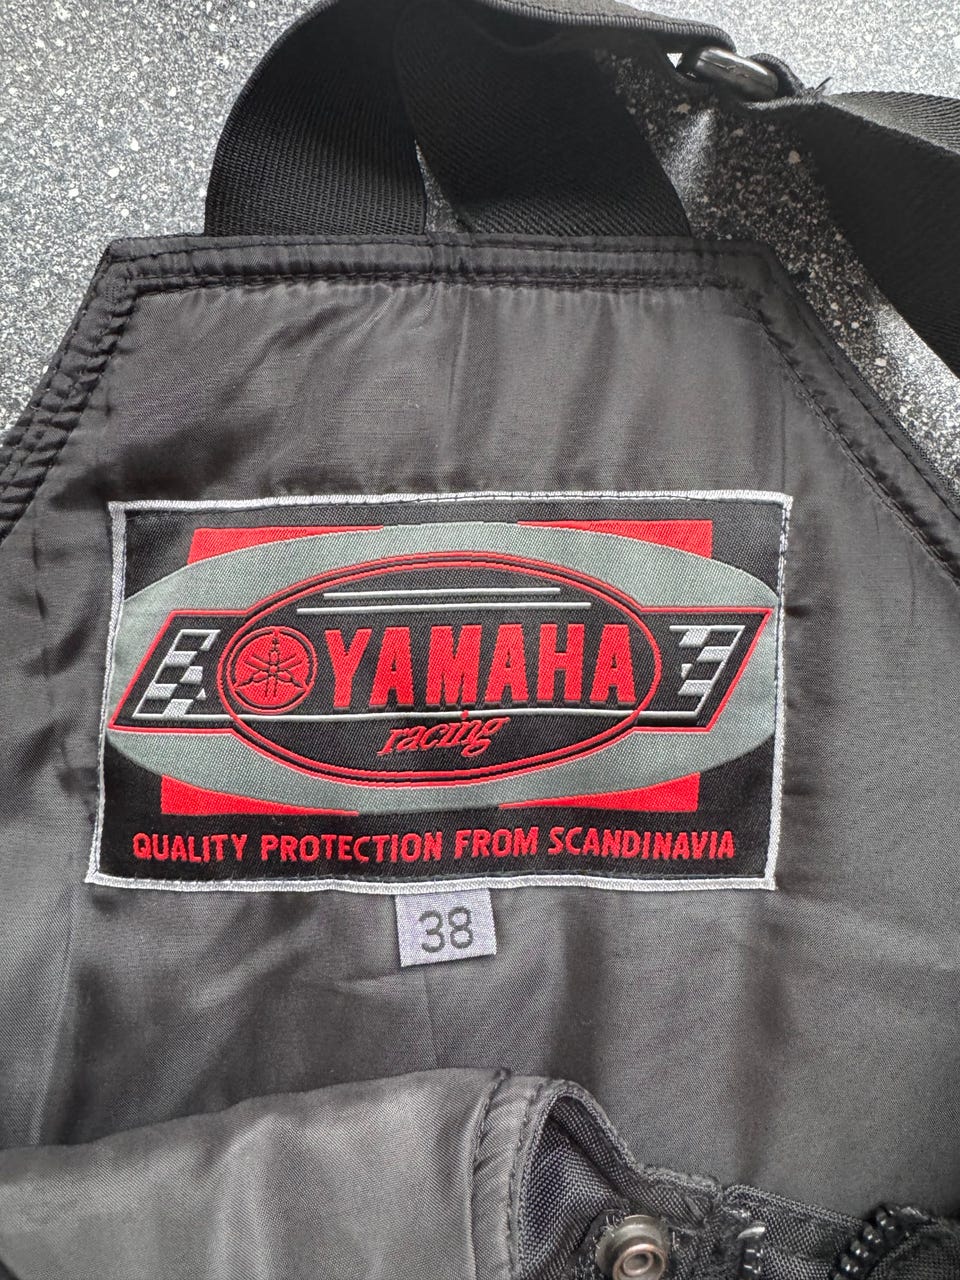 YAMAHA
racing
QUALITY PROTECTION FROM SCANDINAVIA
38